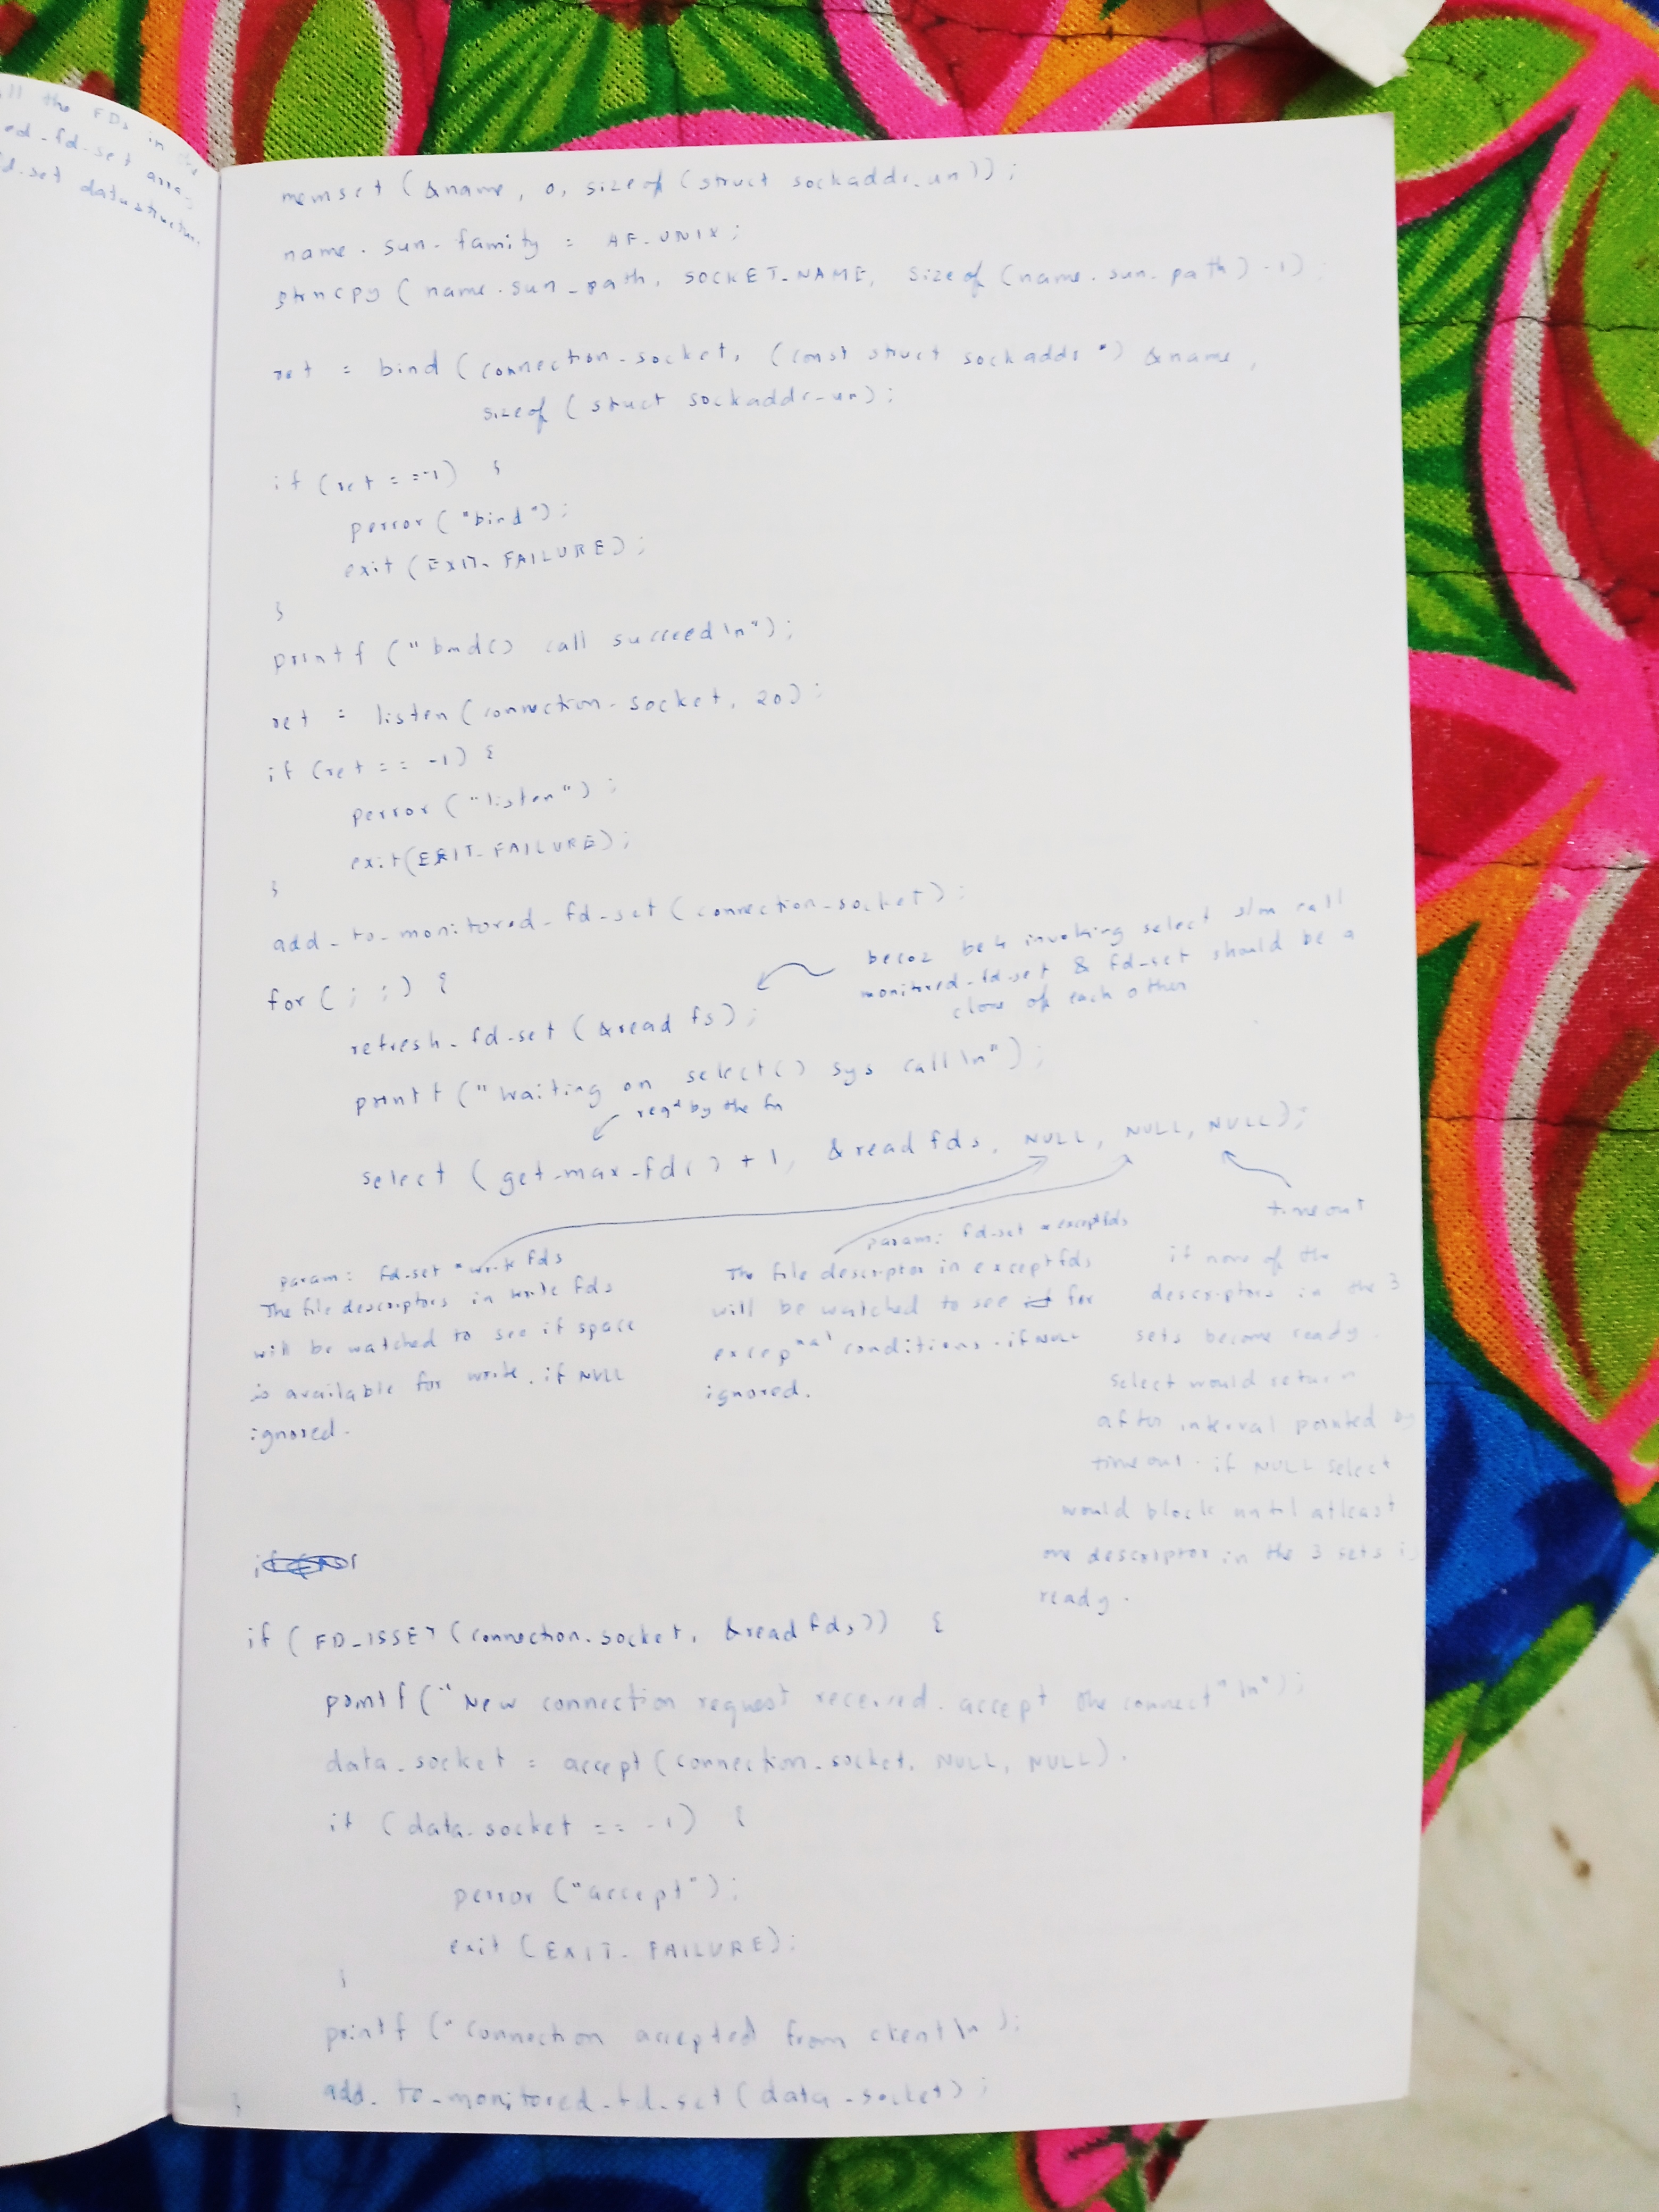 ll the FDs in the
ed-fd-set array
d-set datastructure.
memset (&name, 0, sizeof (struct sockaddr_un));
name.sun_family = AF_UNIX;
strncpy (name.sun_path, SOCKET_NAME, sizeof (name.sun_path) -1);
ret = bind (connection_socket, (const struct sockaddr *) &name,
sizeof (struct sockaddr_un);
if (ret == -1) {
perror ("bind");
exit (EXIT_FAILURE);
}
printf ("bind() call succeed\n");
ret = listen (connection_socket, 20);
if (ret == -1) {
perror ("listen");
exit(EXIT_FAILURE);
}
add_to_monitored_fd_set (connection_socket);
becoz be4 invoking select s/m call
monitored_fd_set & fd_set should be a
clone of each other
for (; ;) {
refresh_fd_set (&read fs);
printf ("Waiting on select() sys call\n");
reqd by the fn
select (get_max_fd() + 1, &read fds, NULL, NULL, NULL);
param: fd_set *write fds
The file descriptors in write fds
will be watched to see if space
is available for write. if NULL
ignored.
param: fd_set *exceptfds
The file descriptor in exceptfds
will be watched to see for
excepnal conditions. if NULL
ignored.
timeout
if none of the
descriptors in the 3
sets become ready.
select would return
after interval pointed by
timeout. if NULL select
would block until atleast
one descriptor in the 3 sets is
ready.
if (FD_ISSET (connection_socket, &read fds)) {
printf ("New connection request received. accept the connect" \n");
data_socket = accept (connection_socket, NULL, NULL).
if (data_socket == -1) {
perror ("accept");
exit (EXIT_FAILURE);
}
printf ("Connection accepted from client\n");
add_to_monitored_fd_set (data_socket);
}